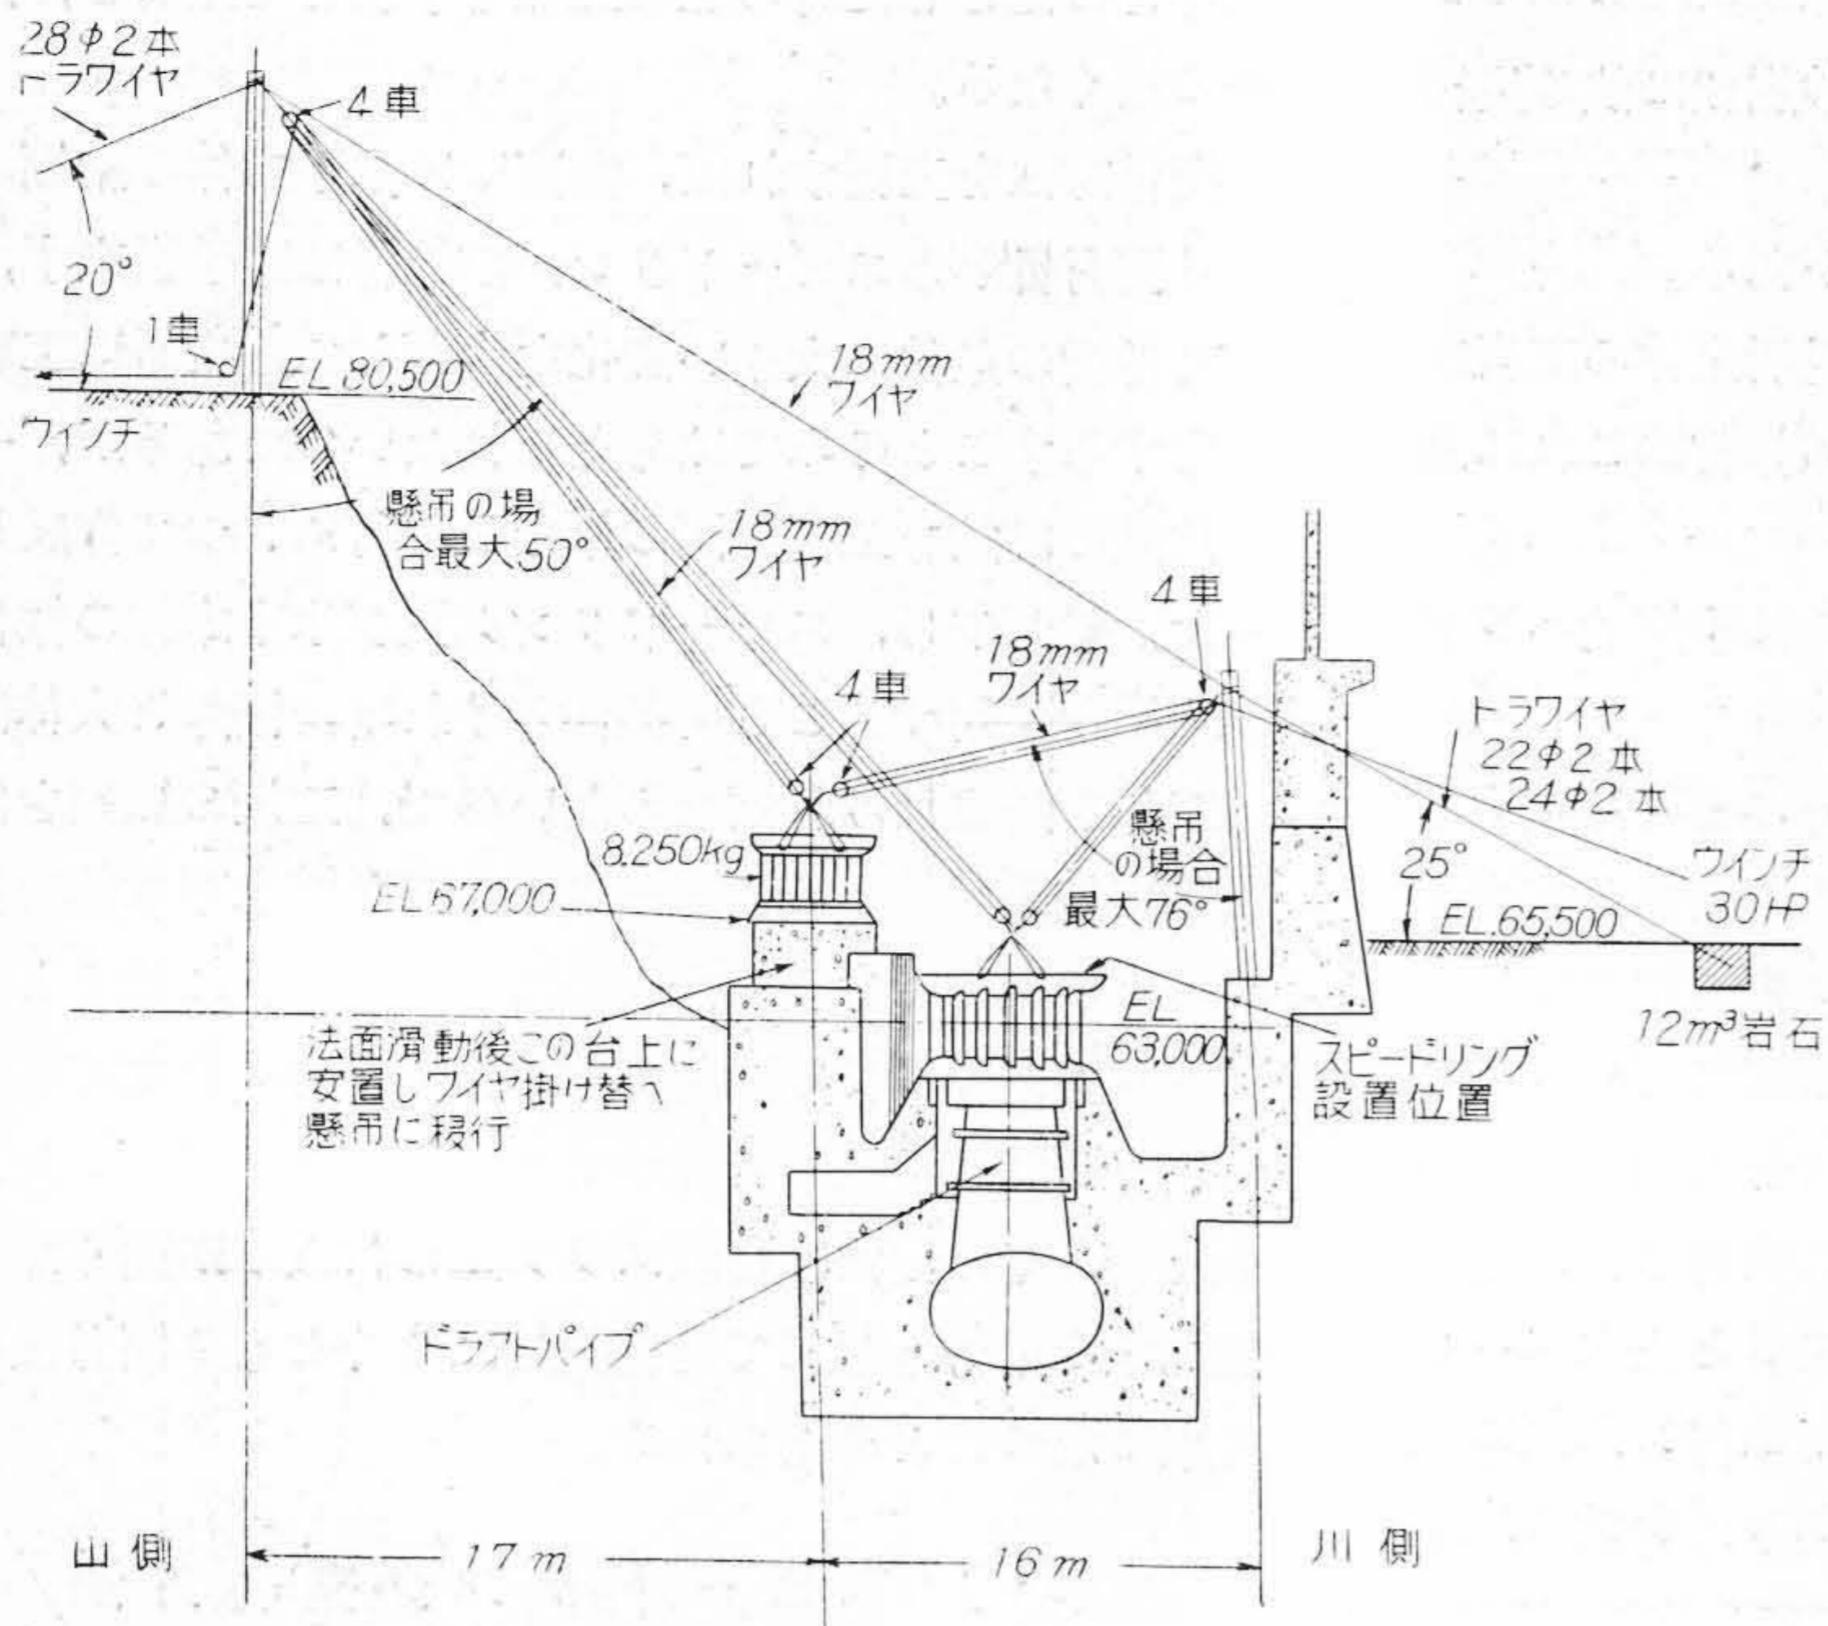 28φ2本
トラワイヤ
4車
20°
1車
EL 80,500
ウインチ
18mm
ワイヤ
懸吊の場
合最大50°
18mm
ワイヤ
4車
18mm
ワイヤ
4車
トラワイヤ
22φ2本
24φ2本
8.250kg
懸吊
の場合
最大76°
25°
ウインチ
30HP
EL 67,000
EL.65,500
EL
63,000
12m³岩石
法面滑動後この台上に
安置しワイヤ掛け替へ
懸吊に移行
スピードリング
設置位置
ドラフトパイプ
山側
17m
16m
川側